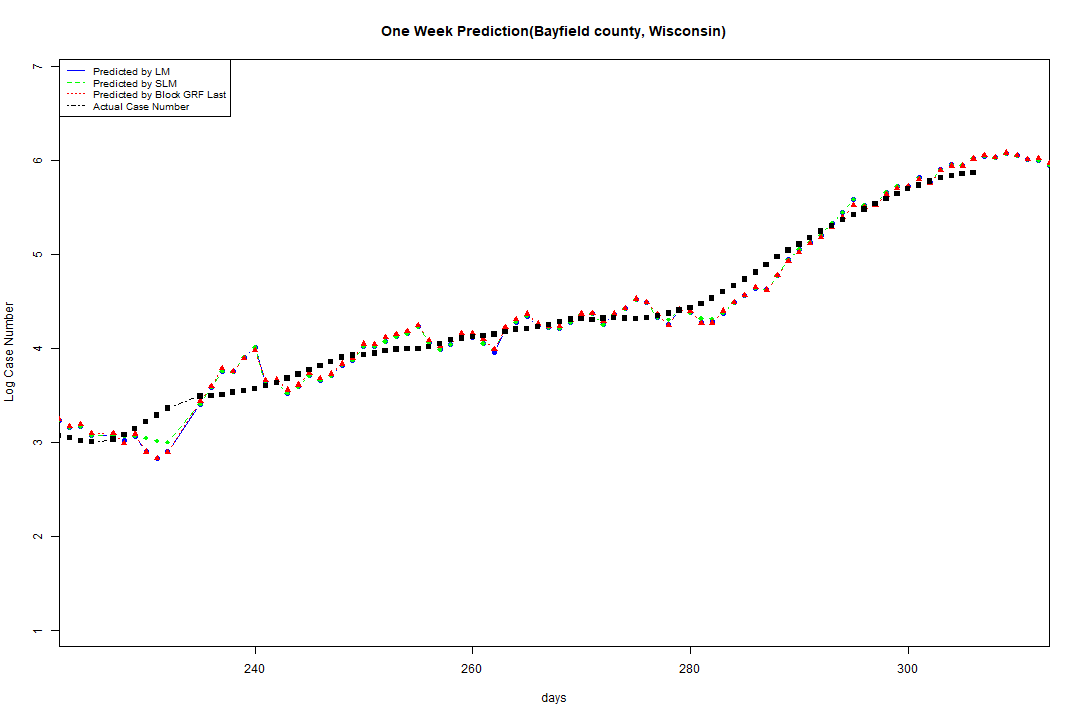 One Week Prediction(Bayfield county, Wisconsin)
Predicted by LM
Predicted by SLM
Predicted by Block GRF Last
Actual Case Number
7
6
5
4
3
2
1
Log Case Number
240 260 280 300
days